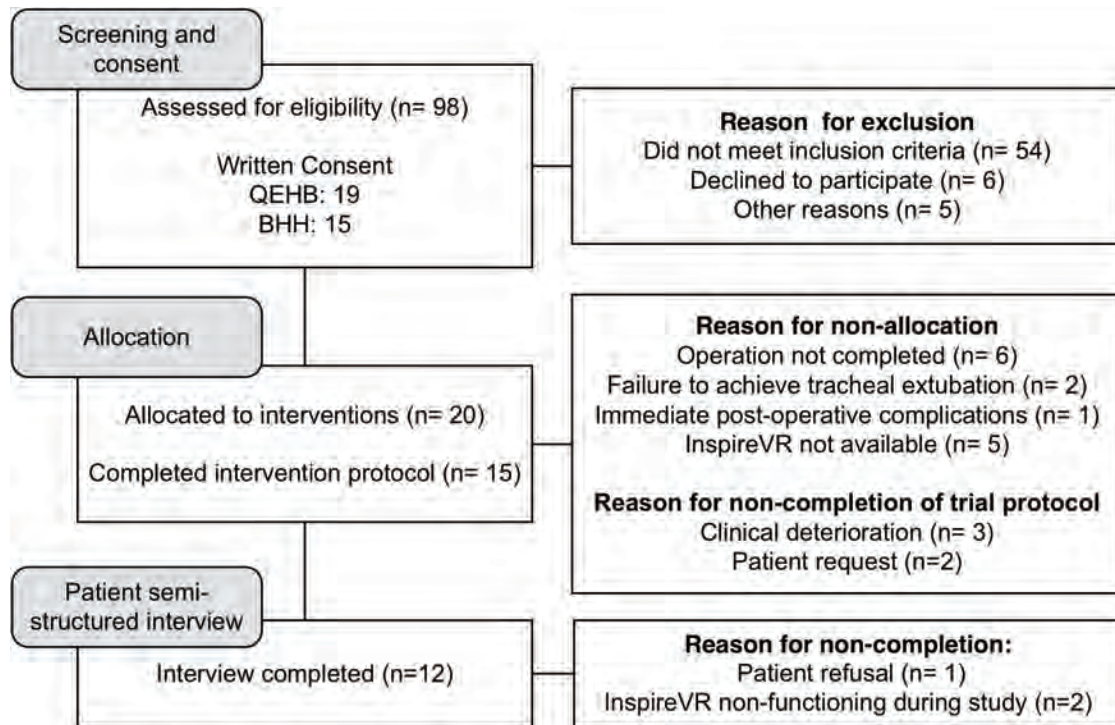 Screening and
consent
Assessed for eligibility (n= 98)
Written Consent
QEHB: 19
BHH: 15
Reason for exclusion
Did not meet inclusion criteria (n= 54)
Declined to participate (n= 6)
Other reasons (n= 5)
Allocation
Allocated to interventions (n= 20)
Completed intervention protocol (n= 15)
Reason for non-allocation
Operation not completed (n= 6)
Failure to achieve tracheal extubation (n= 2)
Immediate post-operative complications (n= 1)
InspireVR not available (n= 5)
Reason for non-completion of trial protocol
Clinical deterioration (n= 3)
Patient request (n=2)
Patient semi-
structured interview
Interview completed (n=12)
Reason for non-completion:
Patient refusal (n= 1)
InspireVR non-functioning during study (n=2)